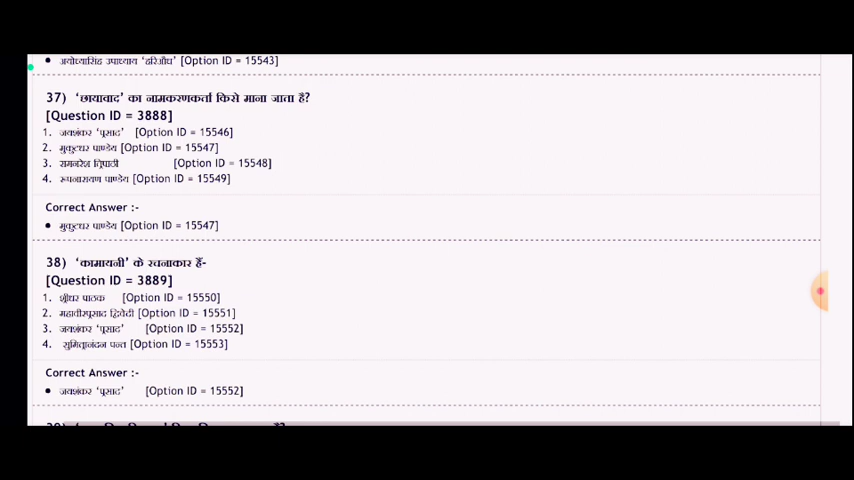 • अयोध्यासिंह उपाध्याय ‘हरिऔध’ [Option ID = 15543]
37) ‘छायावाद’ का नामकरणकर्ता किसे माना जाता है?
[Question ID = 3888]
1. जयशंकर ‘प्रसाद’ [Option ID = 15546]
2. मुकुटधर पाण्डेय [Option ID = 15547]
3. रामनरेश त्रिपाठी [Option ID = 15548]
4. रूपनारायण पाण्डेय [Option ID = 15549]
Correct Answer :-
• मुकुटधर पाण्डेय [Option ID = 15547]
38) ‘कामायनी’ के रचनाकार हैं-
[Question ID = 3889]
1. श्रीधर पाठक [Option ID = 15550]
2. महावीरप्रसाद द्विवेदी [Option ID = 15551]
3. जयशंकर ‘प्रसाद’ [Option ID = 15552]
4. सुमित्रानंदन पन्त [Option ID = 15553]
Correct Answer :-
• जयशंकर ‘प्रसाद’ [Option ID = 15552]